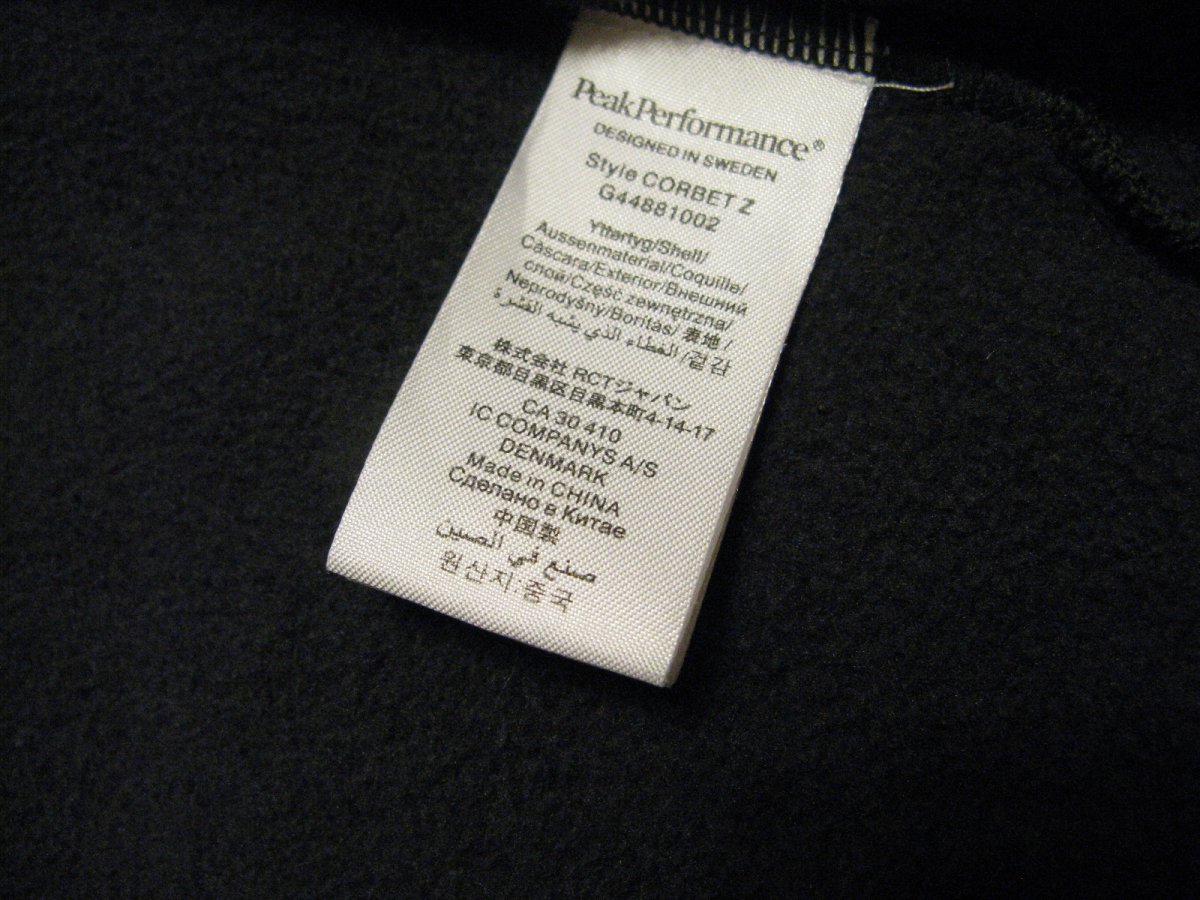 PeakPerformance®
DESIGNED IN SWEDEN
Style CORBET Z
G44881002
Yttertyg/Shell/
Aussenmaterial/Coquille/
Cáscara/Exterior/Внешний
слой/Część zewnętrzna/
Neprodyšný/Borítás/ 表地 /
겉감/ الغطاء الذي يشبه القشرة
株式会社 RCTジャパン
東京都目黒区目黒本町4-14-17
CA 30 410
IC COMPANYS A/S
DENMARK
Made in CHINA
Сделано в Китае
中国製
صنع في الصين
원산지:중국